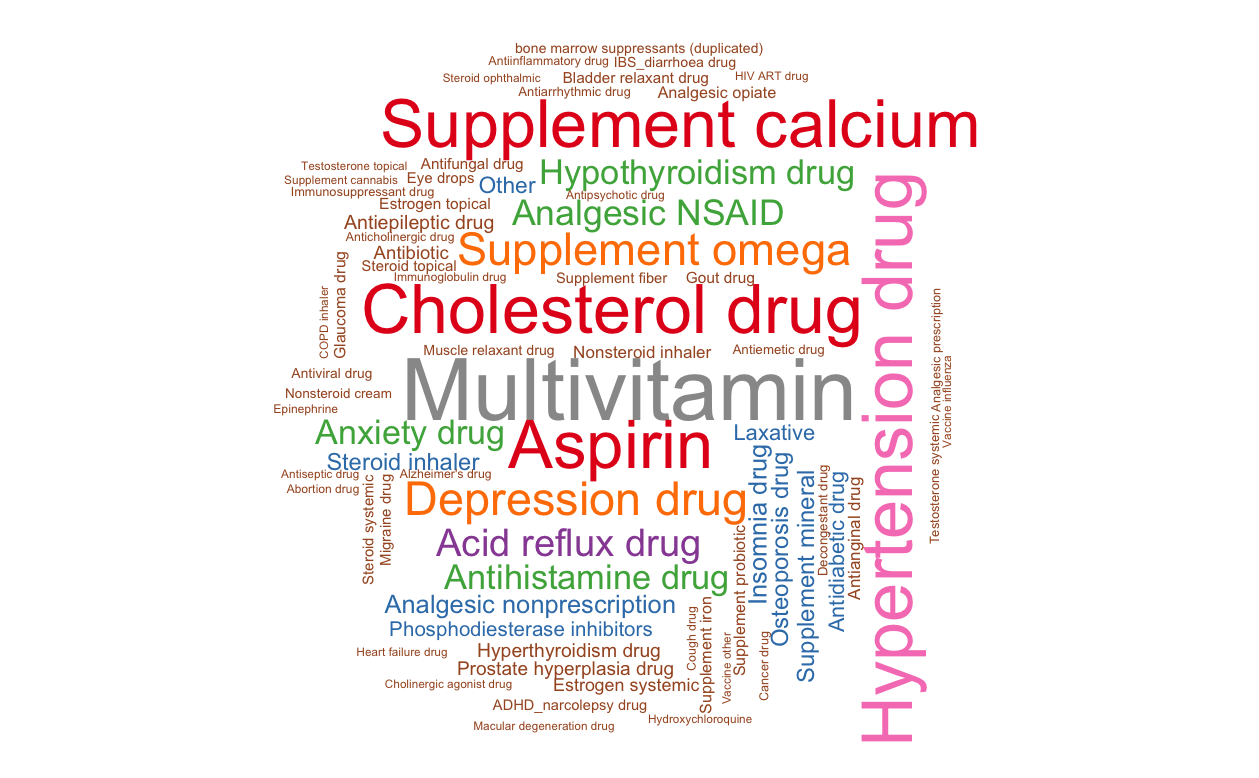 bone marrow suppressants (duplicated)
Antiinflammatory drug IBS_diarrhoea drug
Steroid ophthalmic Bladder relaxant drug HIV ART drug
Antiarrhythmic drug Analgesic opiate
Supplement calcium
Testosterone topical Antifungal drug Hypothyroidism drug
Supplement cannabis Eye drops Other
Immunosuppressant drug Antipsychotic drug
Estrogen topical Analgesic NSAID
Antiepileptic drug
Anticholinergic drug Supplement omega
Antibiotic
Steroid topical
Immunoglobulin drug Supplement fiber Gout drug
COPD inhaler
Glaucoma drug
Cholesterol drug
Hypertension drug
Muscle relaxant drug Nonsteroid inhaler Antiemetic drug
Antiviral drug
Nonsteroid cream Multivitamin
Epinephrine
Testosterone systemic
Analgesic prescription
Vaccine influenza
Anxiety drug Aspirin Laxative
Steroid inhaler
Antiseptic drug Alzheimer's drug
Abortion drug
Steroid systemic
Migraine drug
Depression drug
Insomnia drug
Osteoporosis drug
Supplement mineral
Decongestant drug
Antidiabetic drug
Antianginal drug
Acid reflux drug
Antihistamine drug
Supplement probiotic
Analgesic nonprescription
Phosphodiesterase inhibitors
Cough drug
Supplement iron
Vaccine other
Cancer drug
Heart failure drug Hyperthyroidism drug
Prostate hyperplasia drug
Cholinergic agonist drug Estrogen systemic
ADHD_narcolepsy drug
Macular degeneration drug Hydroxychloroquine